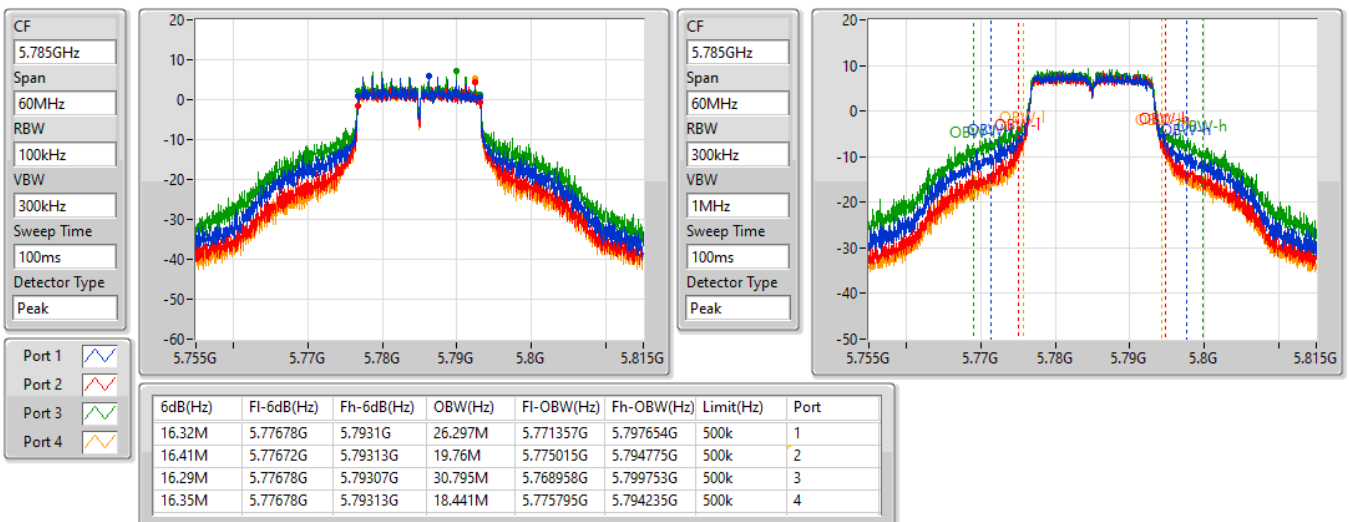 CF
5.785GHz
Span
60MHz
RBW
100kHz
VBW
300kHz
Sweep Time
100ms
Detector Type
Peak
20
10
0
-10
-20
-30
-40
-50
-60
5.755G 5.77G 5.78G 5.79G 5.8G 5.815G
CF
5.785GHz
Span
60MHz
RBW
300kHz
VBW
1MHz
Sweep Time
100ms
Detector Type
Peak
20
10
0
-10
-20
-30
-40
-50
OBW-l
OBW-h
OBW-h
5.755G 5.77G 5.78G 5.79G 5.8G 5.815G
Port 1
Port 2
Port 3
Port 4
6dB(Hz) Fl-6dB(Hz) Fh-6dB(Hz) OBW(Hz) Fl-OBW(Hz) Fh-OBW(Hz) Limit(Hz) Port
16.32M 5.77678G 5.7931G 26.297M 5.771357G 5.797654G 500k 1
16.41M 5.77672G 5.79313G 19.76M 5.775015G 5.794775G 500k 2
16.29M 5.77678G 5.79307G 30.795M 5.768958G 5.799753G 500k 3
16.35M 5.77678G 5.79313G 18.441M 5.775795G 5.794235G 500k 4